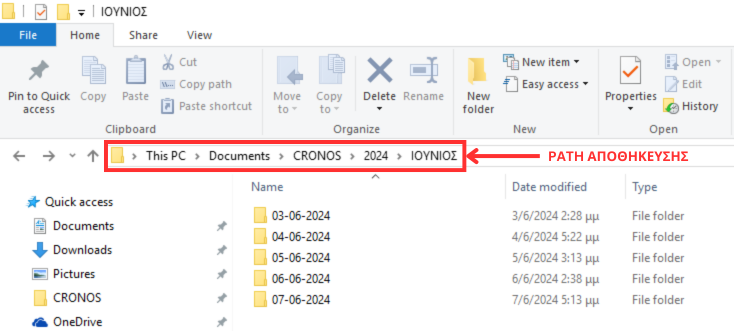 ΙΟΥΝΙΟΣ
File Home Share View
Pin to Quick access
Copy
Paste
Cut
Copy path
Paste shortcut
Clipboard
Move to
Copy to
Delete
Rename
Organize
New folder
New item
Easy access
New
Properties
Open
Edit
History
Open
This PC > Documents > CRONOS > 2024 > ΙΟΥΝΙΟΣ
PATH ΑΠΟΘΗΚΕΥΣΗΣ
Quick access
Documents
Downloads
Pictures
CRONOS
OneDrive
Name Date modified Type
03-06-2024 3/6/2024 2:28 μμ File folder
04-06-2024 4/6/2024 5:22 μμ File folder
05-06-2024 5/6/2024 3:13 μμ File folder
06-06-2024 6/6/2024 2:38 μμ File folder
07-06-2024 7/6/2024 5:13 μμ File folder